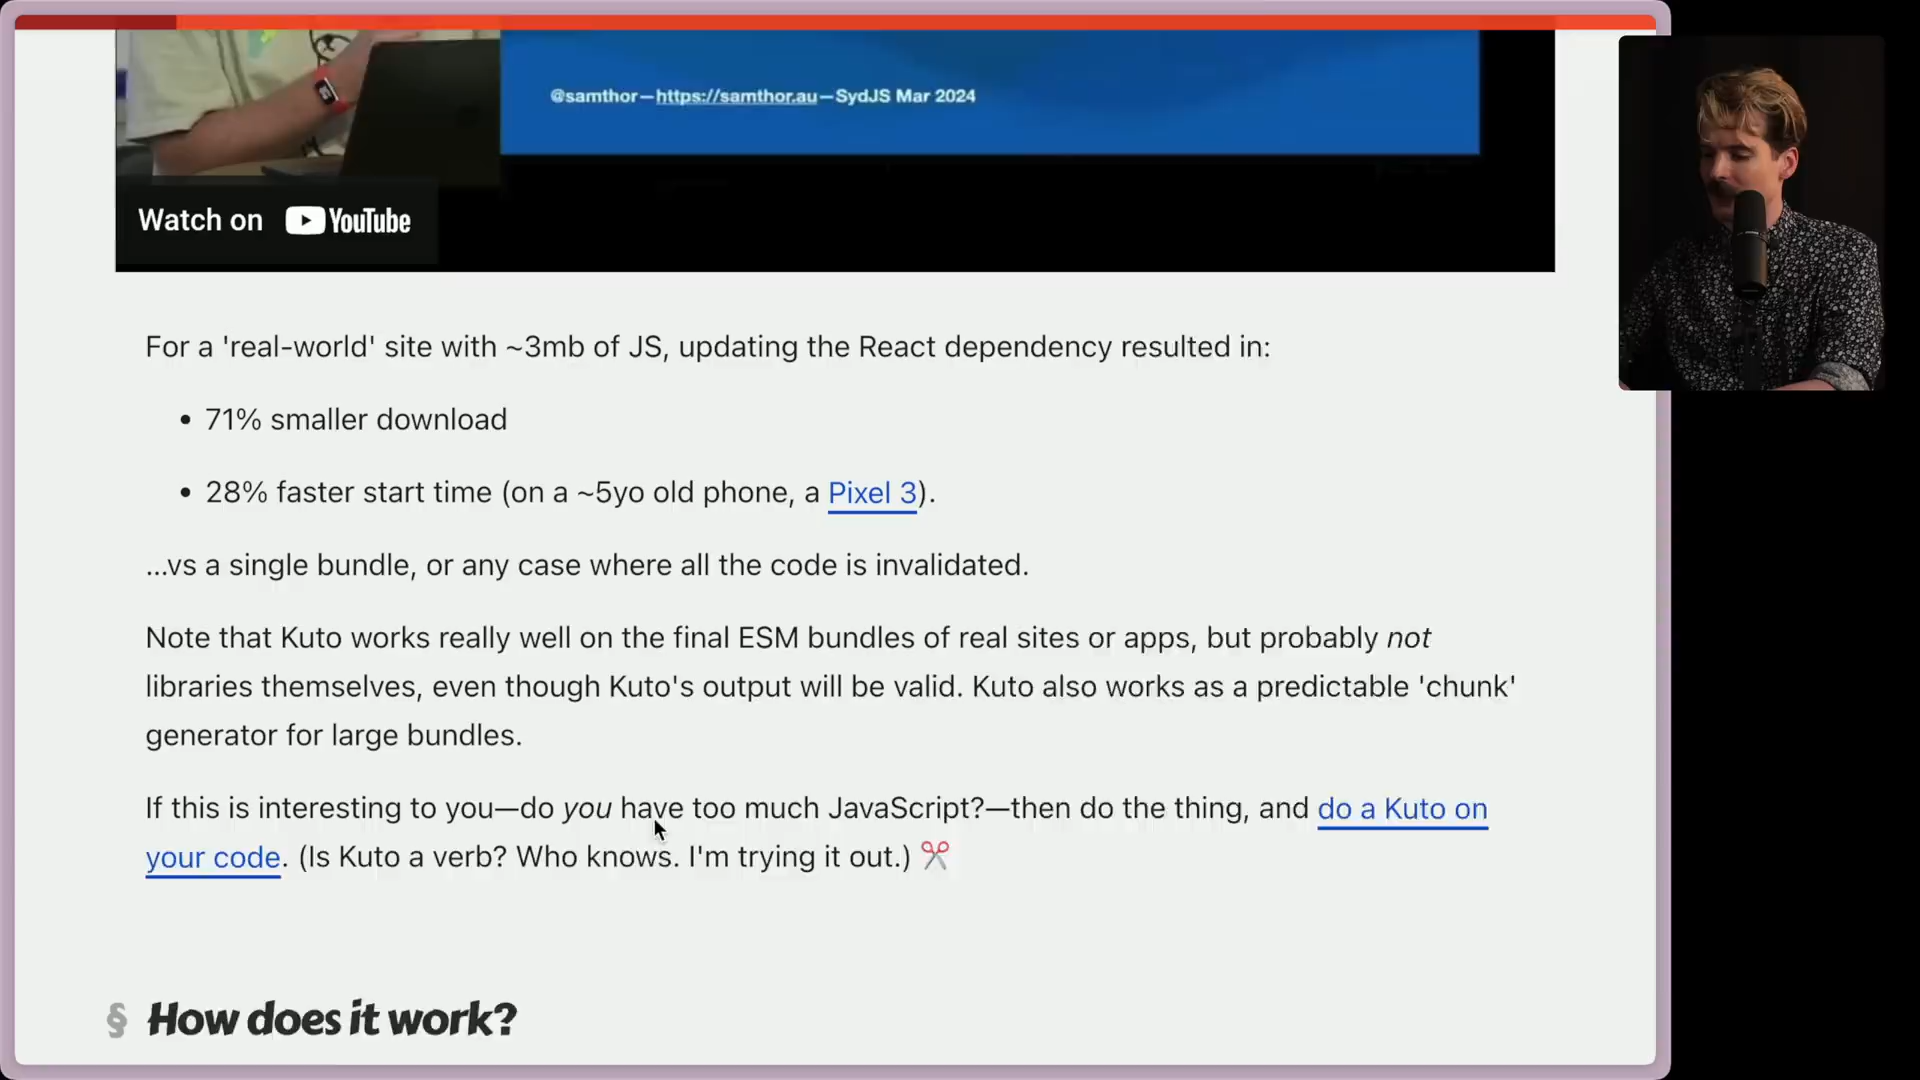 @samthor—https://samthor.au—SydJS Mar 2024
Watch on YouTube
For a 'real-world' site with ~3mb of JS, updating the React dependency resulted in:
• 71% smaller download
• 28% faster start time (on a ~5yo old phone, a Pixel 3).
...vs a single bundle, or any case where all the code is invalidated.
Note that Kuto works really well on the final ESM bundles of real sites or apps, but probably not
libraries themselves, even though Kuto's output will be valid. Kuto also works as a predictable 'chunk'
generator for large bundles.
If this is interesting to you—do you have too much JavaScript?—then do the thing, and do a Kuto on
your code. (Is Kuto a verb? Who knows. I'm trying it out.) ✂️
§ How does it work?